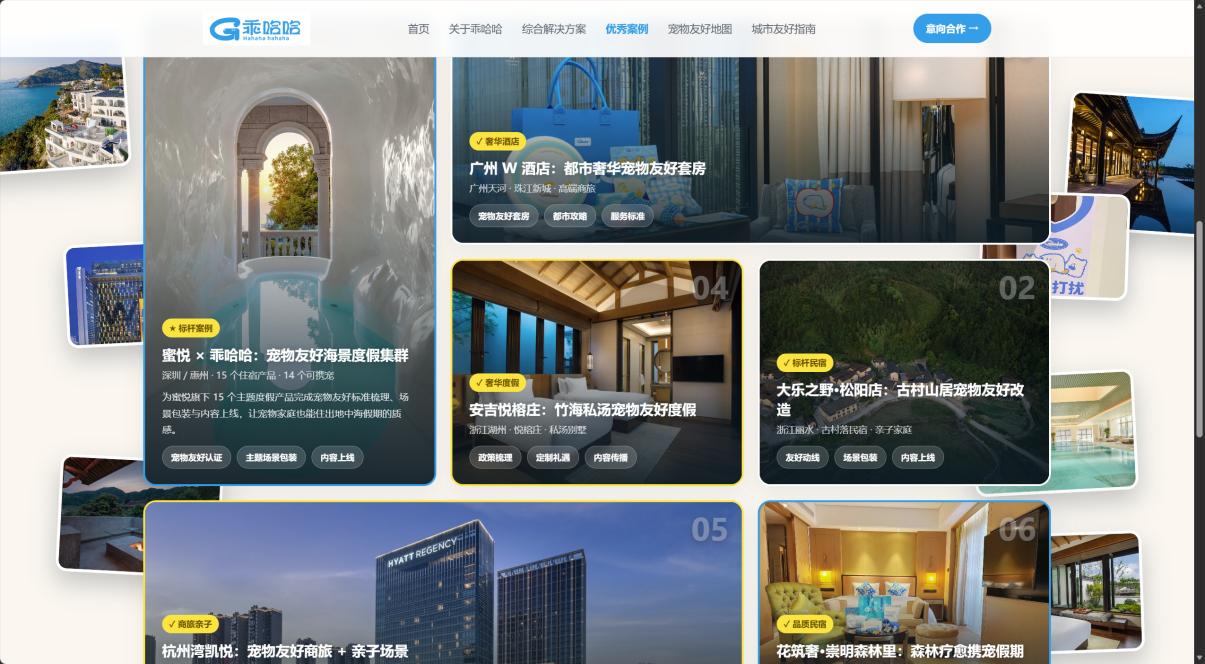 乖哈哈
Hahaha hahaha
首页
关于乖哈哈
综合解决方案
优秀案例
宠物友好地图
城市友好指南
意向合作 →
✓ 奢华酒店
广州 W 酒店：都市奢华宠物友好套房
广州天河 · 珠江新城 · 高端商旅
宠物友好套房
都市攻略
服务标准
★ 标杆案例
蜜悦 × 乖哈哈：宠物友好海景度假集群
深圳 / 惠州 · 15 个住宿产品 · 14 个可携宠
为蜜悦旗下 15 个主题度假产品完成宠物友好标准梳理、场
景包装与内容上线，让宠物家庭也能住出地中海假期的质
感。
宠物友好认证
主题场景包装
内容上线
04
✓ 奢华度假
安吉悦榕庄：竹海私汤宠物友好度假
浙江湖州 · 悦榕庄 · 私汤别墅
政策梳理
定制礼遇
内容传播
02
✓ 标杆民宿
大乐之野·松阳店：古村山居宠物友好改
造
浙江丽水 · 古村落民宿 · 亲子家庭
友好动线
场景包装
内容上线
打扰
W
05
HYATT REGENCY
✓ 商旅亲子
杭州湾凯悦：宠物友好商旅 + 亲子场景
06
✓ 品质民宿
花筑奢·崇明森林里：森林疗愈携宠假期